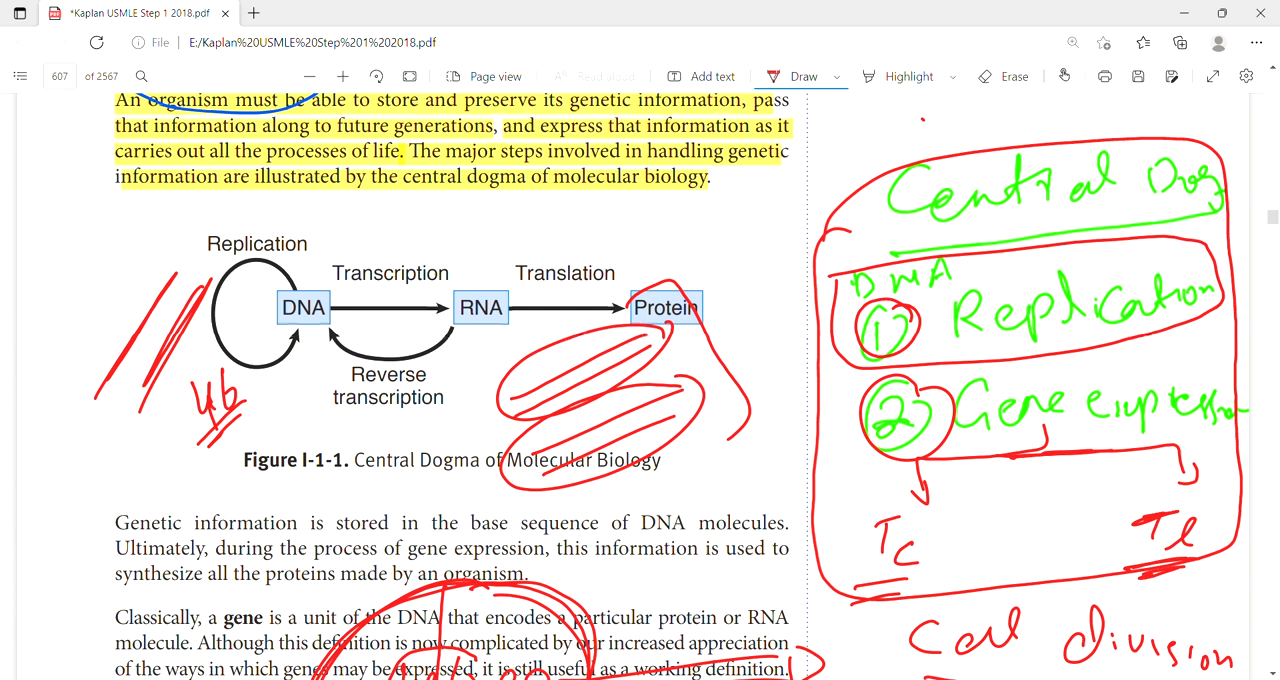 *Kaplan USMLE Step 1 2018.pdf
File | E:/Kaplan%20USMLE%20Step%201%202018.pdf
607 of 2567 Page view Read aloud Add text Draw Highlight Erase
An organism must be able to store and preserve its genetic information, pass
that information along to future generations, and express that information as it
carries out all the processes of life. The major steps involved in handling genetic
information are illustrated by the central dogma of molecular biology.
Replication
Transcription
Translation
DNA
RNA
Protein
Reverse
transcription
Figure I-1-1. Central Dogma of Molecular Biology
Genetic information is stored in the base sequence of DNA molecules.
Ultimately, during the process of gene expression, this information is used to
synthesize all the proteins made by an organism.
Classically, a gene is a unit of the DNA that encodes a particular protein or RNA
molecule. Although this definition is now complicated by our increased appreciation
of the ways in which genes may be expressed, it is still useful as a working definition.
Central Dog
DNA
1 Replication
2 Gene expression
Tc
Tl
Cell division